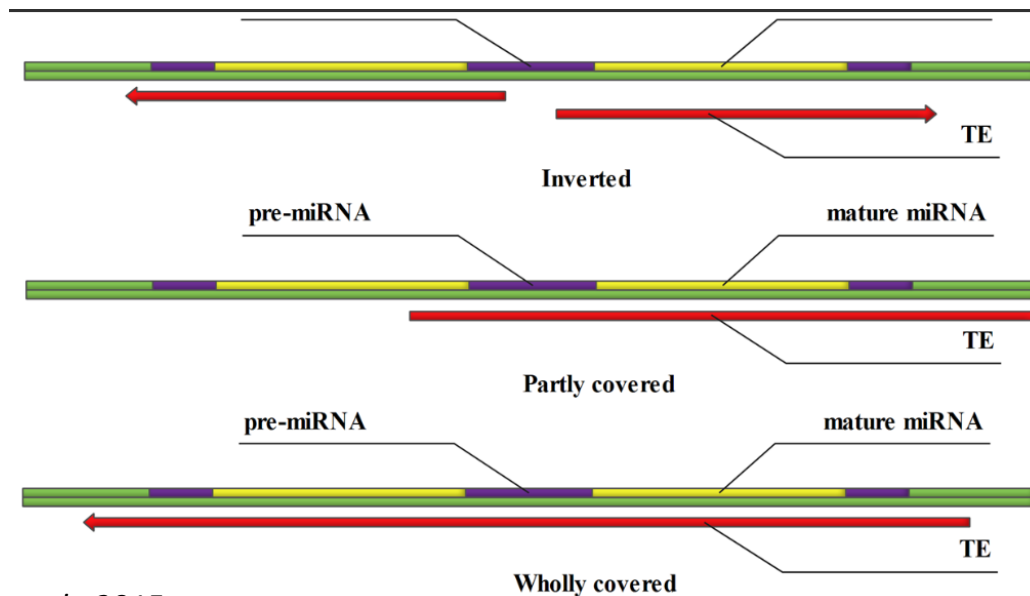 TE
Inverted
pre-miRNA mature miRNA
TE
Partly covered
pre-miRNA mature miRNA
TE
Wholly covered